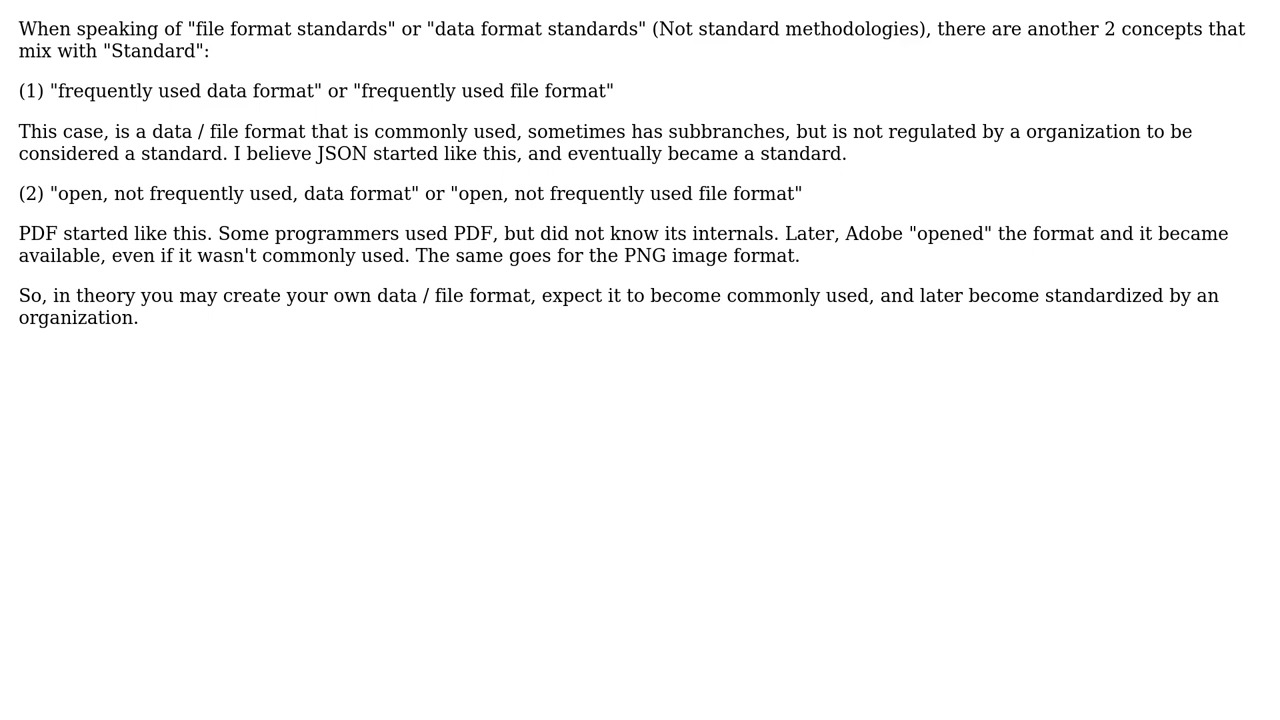 When speaking of "file format standards" or "data format standards" (Not standard methodologies), there are another 2 concepts that
mix with "Standard":
(1) "frequently used data format" or "frequently used file format"
This case, is a data / file format that is commonly used, sometimes has subbranches, but is not regulated by a organization to be
considered a standard. I believe JSON started like this, and eventually became a standard.
(2) "open, not frequently used, data format" or "open, not frequently used file format"
PDF started like this. Some programmers used PDF, but did not know its internals. Later, Adobe "opened" the format and it became
available, even if it wasn't commonly used. The same goes for the PNG image format.
So, in theory you may create your own data / file format, expect it to become commonly used, and later become standardized by an
organization.